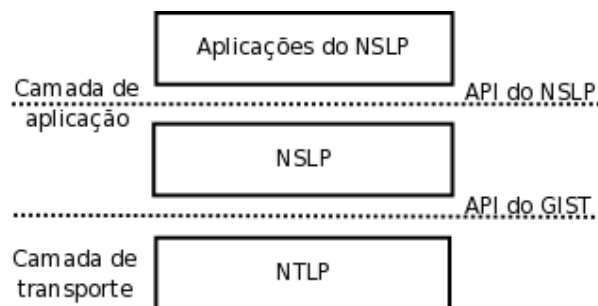 Aplicações do NSLP
Camada de
aplicação
API do NSLP
NSLP
API do GIST
Camada de
transporte
NTLP